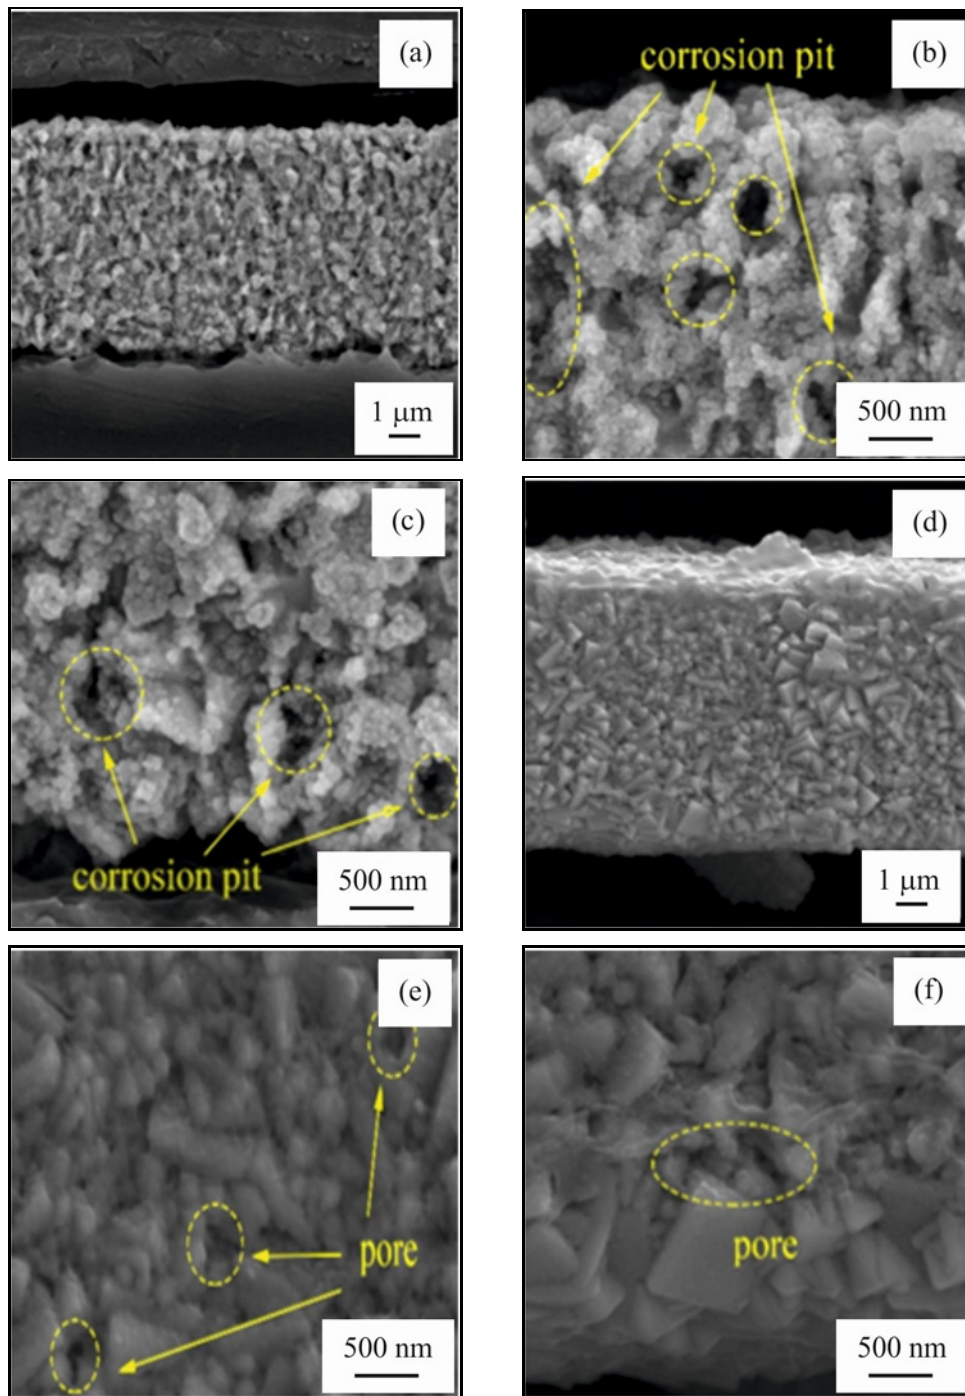 (a)
1 μm
(b)
corrosion pit
500 nm
(c)
corrosion pit
500 nm
(d)
1 μm
(e)
pore
500 nm
(f)
pore
500 nm